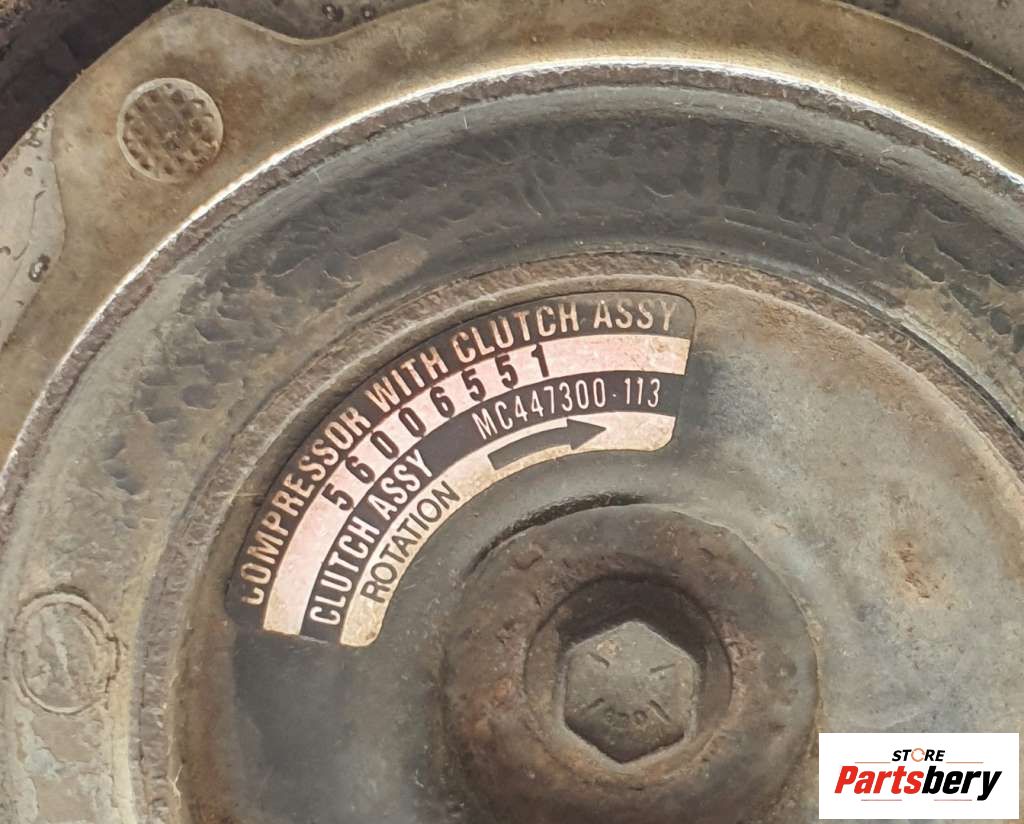 COMPRESSOR WITH CLUTCH ASSY
56006551
CLUTCH ASSY MC447300-113
ROTATION
STORE
Partsbery